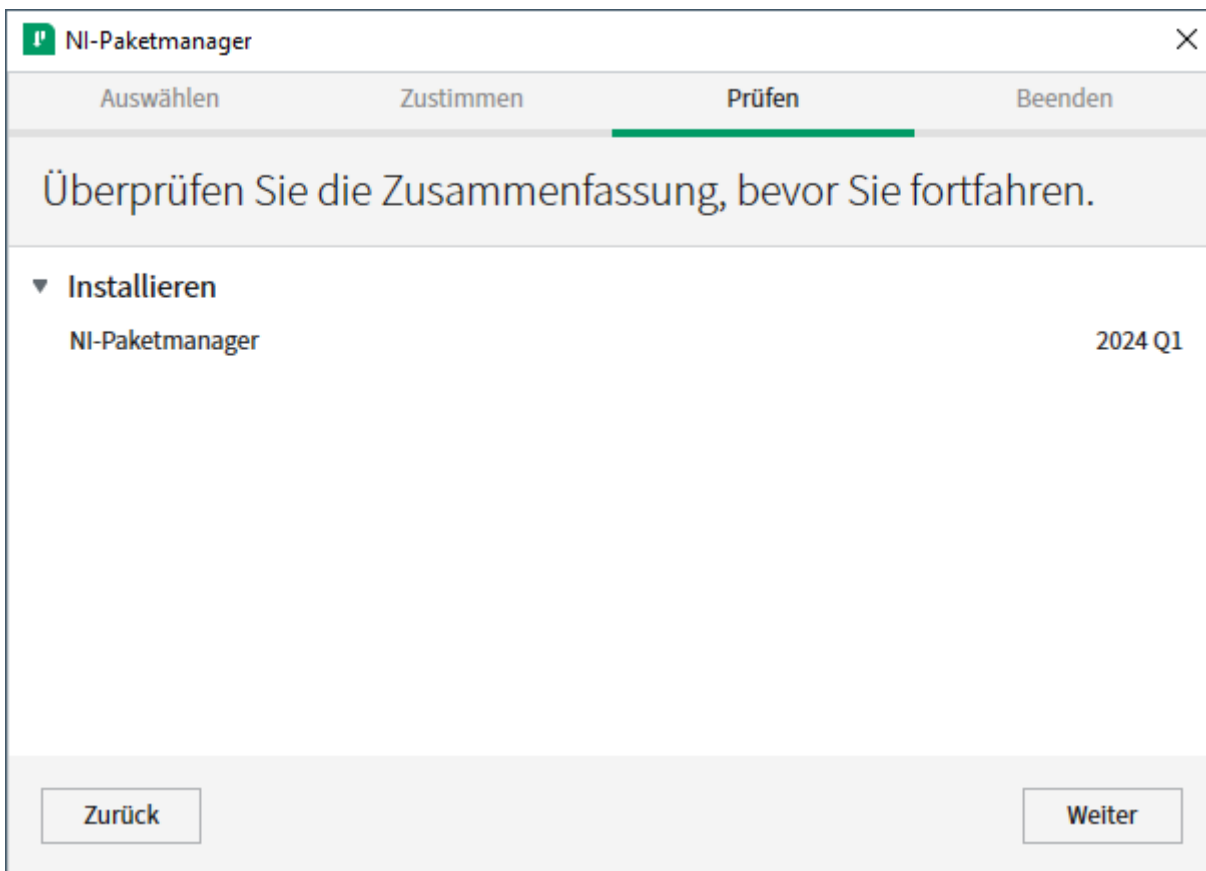 NI-Paketmanager
Auswählen Zustimmen Prüfen Beenden
Überprüfen Sie die Zusammenfassung, bevor Sie fortfahren.
Installieren
NI-Paketmanager 2024 Q1
Zurück Weiter